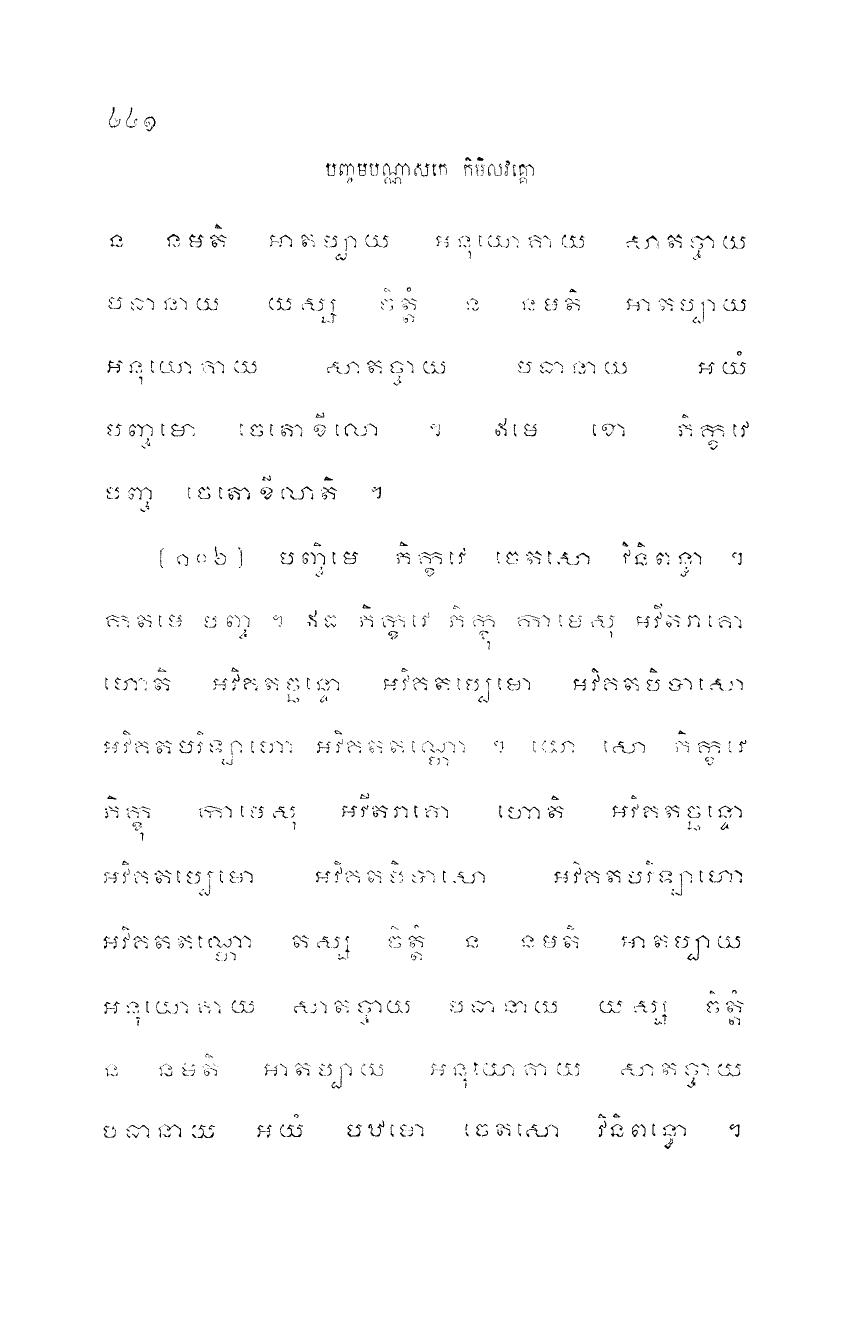 ៤៤១
បញ្ចមបណ្ណាសកេ កិមិលវគ្គោ
ន នមតិ អាតប្បាយ អនុយោគាយ សាតច្ចាយ
បធានាយ យស្ស ចិត្តំ ន នមតិ អាតប្បាយ
អនុយោគាយ សាតច្ចាយ បធានាយ អយំ
បញ្ចមោ ចេតោខីលោ ។ ឥមេ ខោ ភិក្ខវេ
បញ្ច ចេតោខីលាតិ ។
[១០៦] បញ្ចិមេ ភិក្ខវេ ចេតសោ វិនិពន្ធា ។
កតមេ បញ្ច ។ ឥធ ភិក្ខវេ ភិក្ខុ កាមេសុ អវីតរាគោ
ហោតិ អវិគតច្ឆន្ទោ អវិគតប្បេមោ អវិគតបិបាសោ
អវិគតបរិឡាហោ អវិគតតណ្ហោ ។ យោ សោ ភិក្ខវេ
ភិក្ខុ កាមេសុ អវីតរាគោ ហោតិ អវិគតច្ឆន្ទោ
អវិគតប្បេមោ អវិគតបិបាសោ អវិគតបរិឡាហោ
អវិគតតណ្ហោ តស្ស ចិត្តំ ន នមតិ អាតប្បាយ
អនុយោគាយ សាតច្ចាយ បធានាយ យស្ស ចិត្តំ
ន នមតិ អាតប្បាយ អនុយោគាយ សាតច្ចាយ
បធានាយ អយំ បឋមោ ចេតសោ វិនិពន្ធោ ។